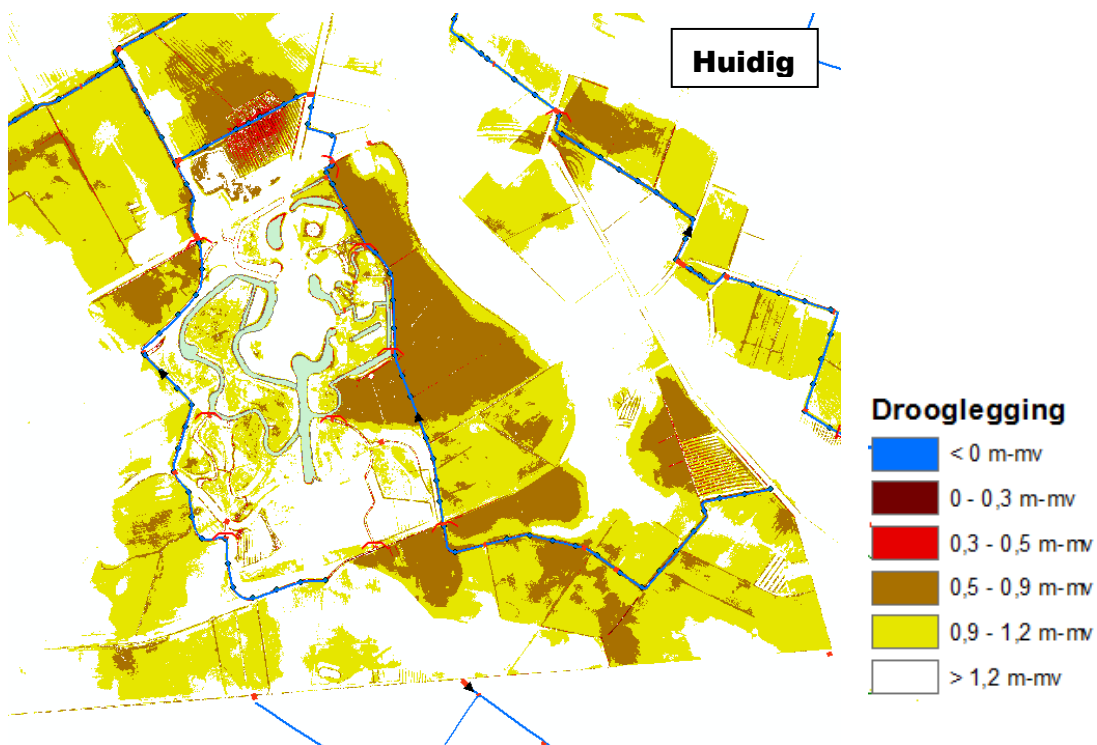 Huidig
Drooglegging
< 0 m-mv
0 - 0,3 m-mv
0,3 - 0,5 m-mv
0,5 - 0,9 m-mv
0,9 - 1,2 m-mv
> 1,2 m-mv